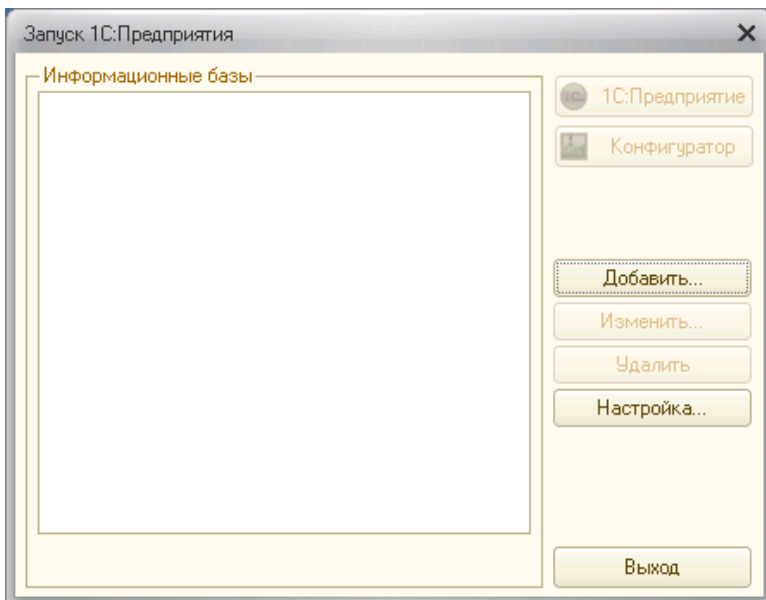 Запуск 1С:Предприятия
Информационные базы
1С:Предприятие
Конфигуратор
Добавить...
Изменить...
Удалить
Настройка...
Выход